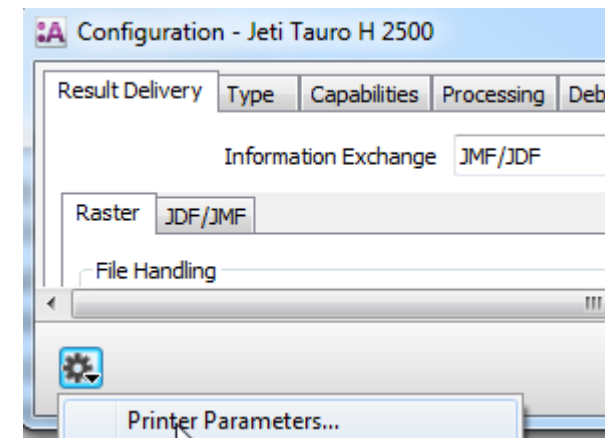 Configuration - Jeti Tauro H 2500
Result Delivery Type Capabilities Processing Deb
Information Exchange JMF/JDF
Raster JDF/JMF
File Handling
Printer Parameters...